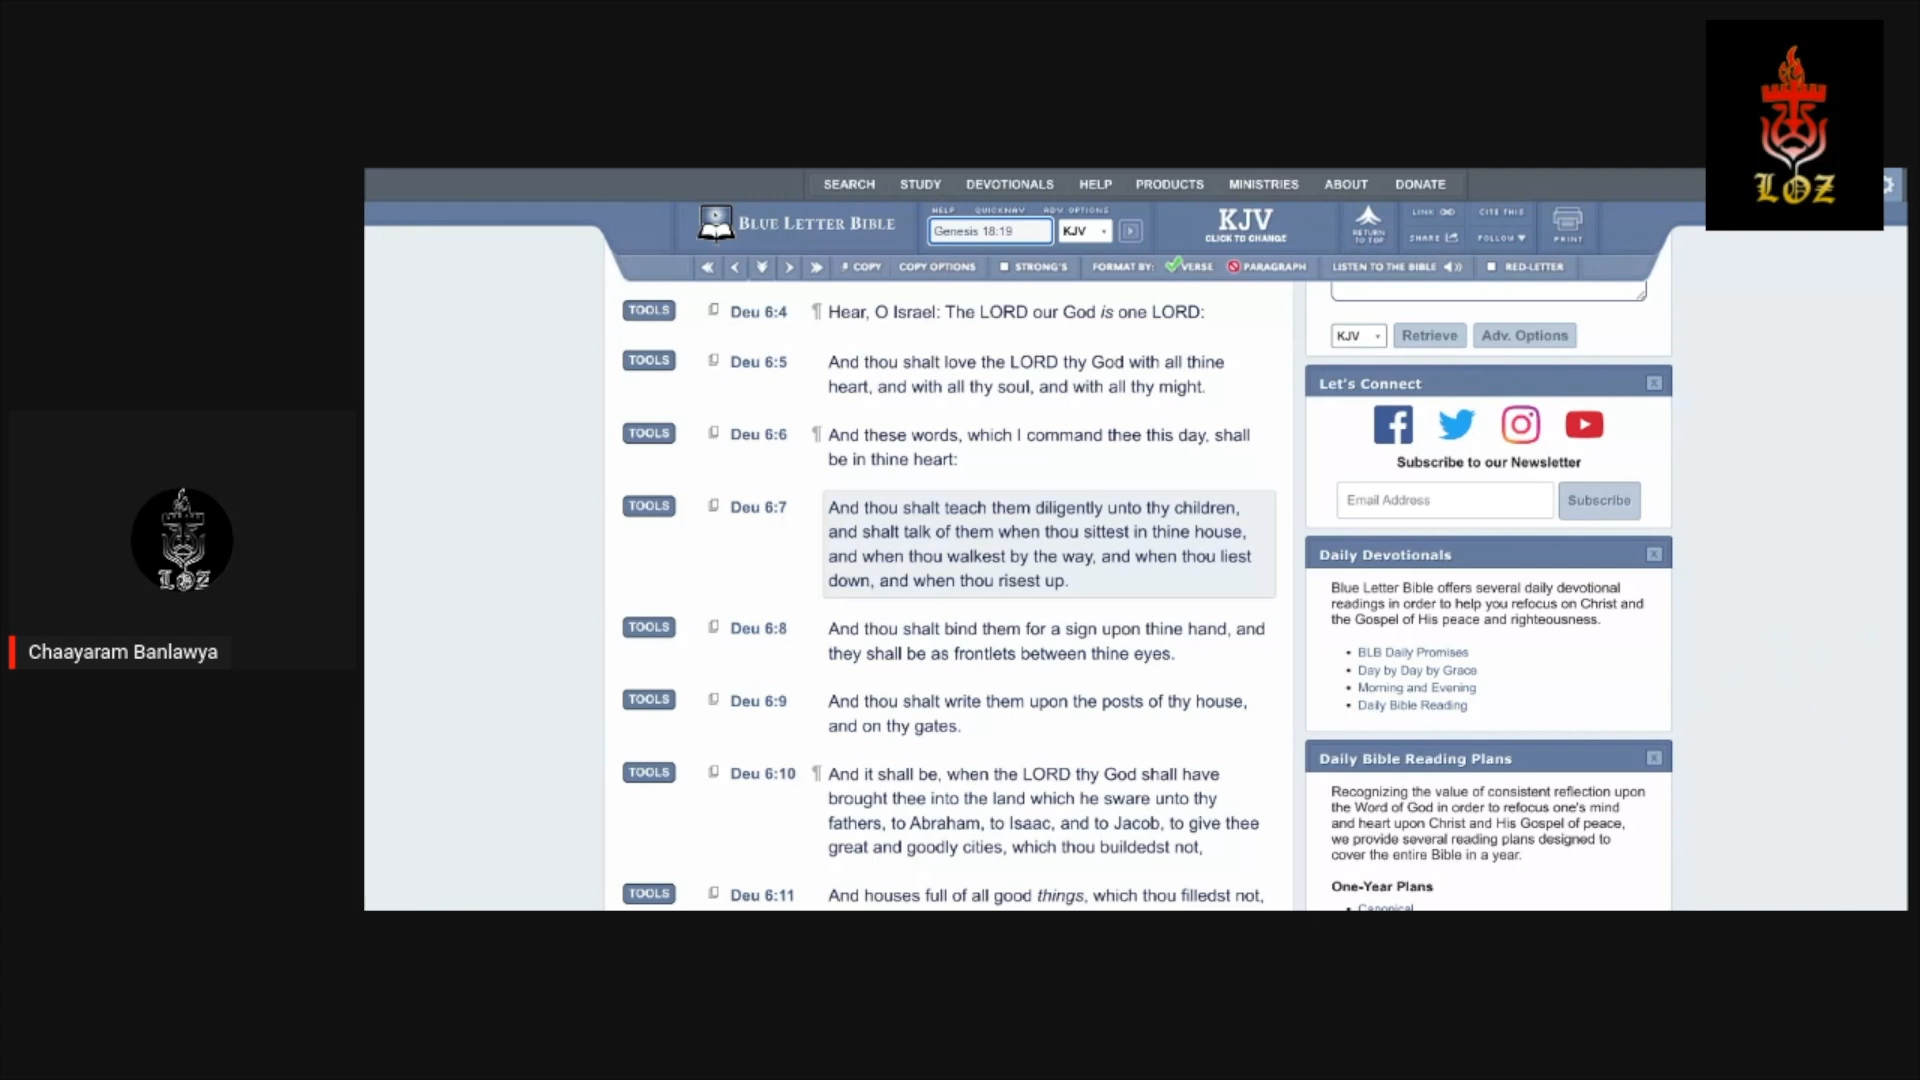 LOZ
SEARCH STUDY DEVOTIONALS HELP PRODUCTS MINISTRIES ABOUT DONATE
BLUE LETTER BIBLE
HELP QUICKNAV ADV OPTIONS
Genesis 18:19 KJV
KJV
CLICK TO CHANGE
RETURN
TO TOP
LINK
SHARE
CITE THIS
FOLLOW
PRINT
COPY COPY OPTIONS STRONG'S FORMAT BY: VERSE PARAGRAPH LISTEN TO THE BIBLE RED-LETTER
TOOLS Deu 6:4 ¶ Hear, O Israel: The LORD our God is one LORD:
TOOLS Deu 6:5 And thou shalt love the LORD thy God with all thine
heart, and with all thy soul, and with all thy might.
TOOLS Deu 6:6 ¶ And these words, which I command thee this day, shall
be in thine heart:
TOOLS Deu 6:7 And thou shalt teach them diligently unto thy children,
and shalt talk of them when thou sittest in thine house,
and when thou walkest by the way, and when thou liest
down, and when thou risest up.
TOOLS Deu 6:8 And thou shalt bind them for a sign upon thine hand, and
they shall be as frontlets between thine eyes.
TOOLS Deu 6:9 And thou shalt write them upon the posts of thy house,
and on thy gates.
TOOLS Deu 6:10 ¶ And it shall be, when the LORD thy God shall have
brought thee into the land which he sware unto thy
fathers, to Abraham, to Isaac, and to Jacob, to give thee
great and goodly cities, which thou buildedst not,
TOOLS Deu 6:11 And houses full of all good things, which thou filledst not,
KJV Retrieve Adv. Options
Let's Connect
Subscribe to our Newsletter
Email Address Subscribe
Daily Devotionals
Blue Letter Bible offers several daily devotional
readings in order to help you refocus on Christ and
the Gospel of His peace and righteousness.
• BLB Daily Promises
• Day by Day by Grace
• Morning and Evening
• Daily Bible Reading
Daily Bible Reading Plans
Recognizing the value of consistent reflection upon
the Word of God in order to refocus one's mind
and heart upon Christ and His Gospel of peace,
we provide several reading plans designed to
cover the entire Bible in a year.
One-Year Plans
• Canonical
LOZ
Chaayaram Banlawya